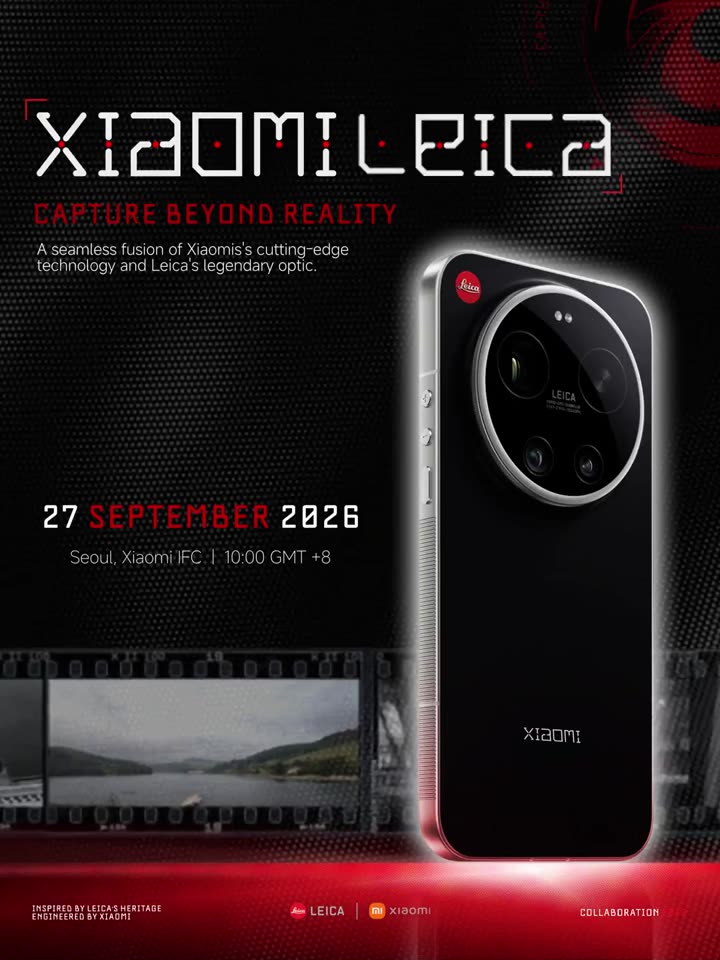 XIAOMI LEICA
CAPTURE BEYOND REALITY
A seamless fusion of Xiaomis's cutting-edge
technology and Leica's legendary optic.
Leica
LEICA
27 SEPTEMBER 2026
Seoul, Xiaomi IFC | 10:00 GMT +8
XIAOMI
INSPIRED BY LEICA'S HERITAGE
ENGINEERED BY XIAOMI
Leica LEICA | mi xiaomi
COLLABORATION